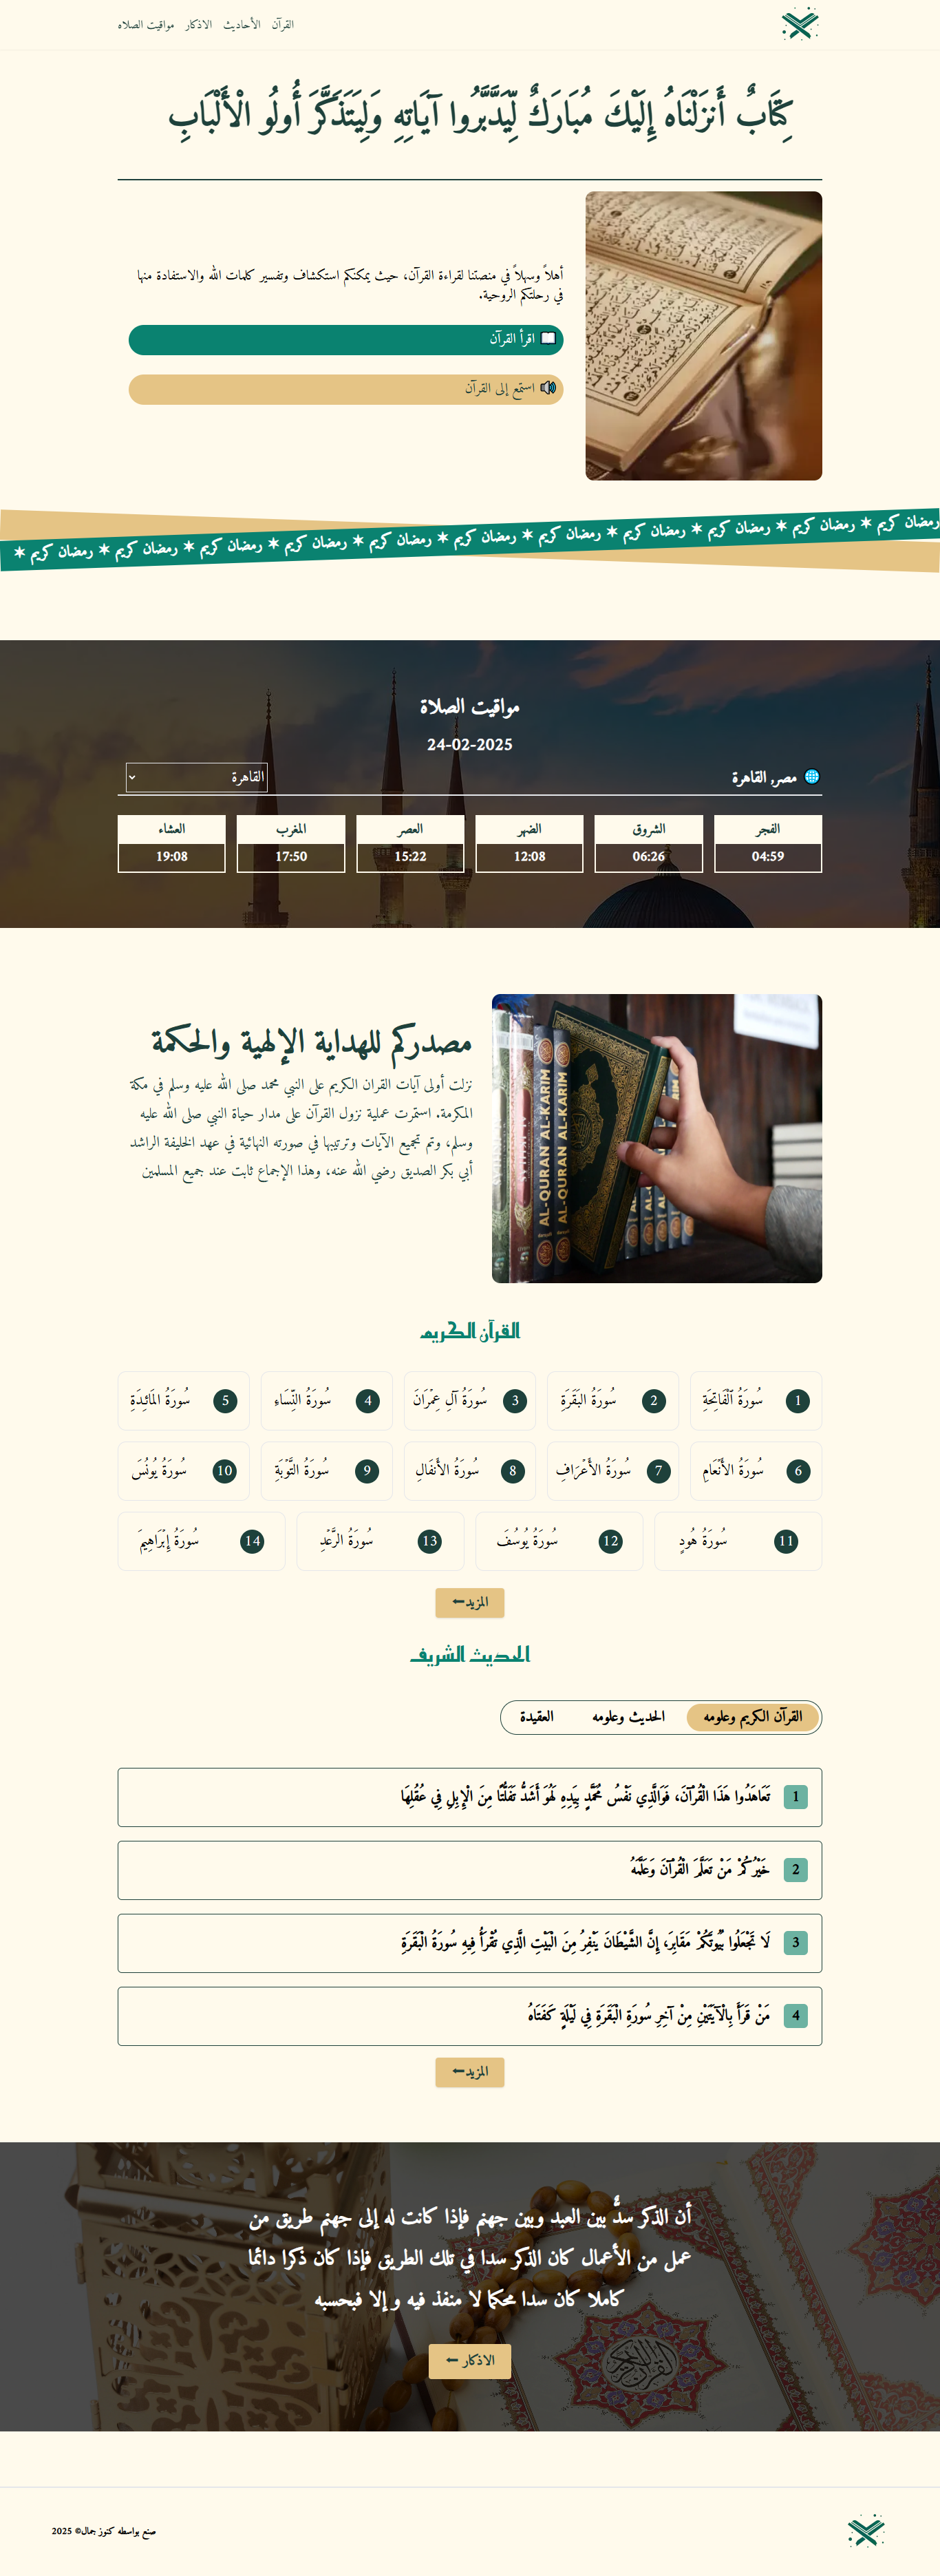 القرآن الأحاديث الاذكار مواقيت الصلاه
كِتَابٌ أَنزَلْنَاهُ إِلَيْكَ مُبَارَكٌ لِّيَدَّبَّرُوا آيَاتِهِ وَلِيَتَذَكَّرَ أُولُو الْأَلْبَابِ
أهلاً وسهلاً في منصتنا لقراءة القرآن، حيث يمكنكم استكشاف وتفسير كلمات الله والاستفادة منها
في رحلتكم الروحية.
اقرأ القرآن
استمع إلى القرآن
رمضان كريم ✶ رمضان كريم ✶ رمضان كريم ✶ رمضان كريم ✶ رمضان كريم ✶ رمضان كريم ✶ رمضان كريم ✶ رمضان كريم ✶ رمضان كريم ✶ رمضان كريم ✶ رمضان كريم ✶
مواقيت الصلاة
24-02-2025
مصر, القاهرة
القاهرة
الفجر الشروق الضهر العصر المغرب العشاء
04:59 06:26 12:08 15:22 17:50 19:08
AL-QURAN AL-KARIM
AL-QURAN AL-KARIM
مصدركم للهداية الإلهية والحكمة
نزلت أولى آيات القران الكريم على النبي محمد صلى الله عليه وسلم في مكة
المكرمة. استمرت عملية نزول القرآن على مدار حياة النبي صلى الله عليه
وسلم، وتم تجميع الآيات وترتيبها في صورته النهائية في عهد الخليفة الراشد
أبي بكر الصديق رضي الله عنه، وهذا الإجماع ثابت عند جميع المسلمين
القرآن الكريم
1 سُورَةُ ٱلْفَاتِحَةِ
2 سُورَةُ البَقَرَةِ
3 سُورَةُ آلِ عِمۡرَانَ
4 سُورَةُ النِّسَاءِ
5 سُورَةُ المَائـِدَةِ
6 سُورَةُ الأَنۡعَامِ
7 سُورَةُ الأَعۡرَافِ
8 سُورَةُ الأَنفَالِ
9 سُورَةُ التَّوۡبَةِ
10 سُورَةُ يُونُسَ
11 سُورَةُ هُودٍ
12 سُورَةُ يُوسُفَ
13 سُورَةُ الرَّعۡدِ
14 سُورَةُ إِبۡرَاهِيمَ
المزيد⬅
الحديث الشريف
القرآن الكريم وعلومه الحديث وعلومه العقيدة
1 تَعَاهَدُوا هَذَا الْقُرْآنَ، فَوَالَّذِي نَفْسُ مُحَمَّدٍ بِيَدِهِ لَهُوَ أَشَدُّ تَفَلُّتًا مِنَ الْإِبِلِ فِي عُقُلِهَا
2 خَيْرُكُمْ مَنْ تَعَلَّمَ الْقُرْآنَ وَعَلَّمَهُ
3 لَا تَجْعَلُوا بُيُوتَكُمْ مَقَابِرَ، إِنَّ الشَّيْطَانَ يَنْفِرُ مِنَ الْبَيْتِ الَّذِي تُقْرَأُ فِيهِ سُورَةُ الْبَقَرَةِ
4 مَنْ قَرَأَ بِالْآيَتَيْنِ مِنْ آخِرِ سُورَةِ الْبَقَرَةِ فِي لَيْلَةٍ كَفَتَاهُ
المزيد⬅
أن الذكر سدٌّ بين العبد وبين جهنم فإذا كانت له إلى جهنم طريق من
عمل من الأعمال كان الذكر سدا في تلك الطريق فإذا كان ذكرا دائما
كاملا كان سدا محكما لا منفذ فيه و إلا فبحسبه
الاذكار ⬅
صنع بواسطه كنوز جمال© 2025